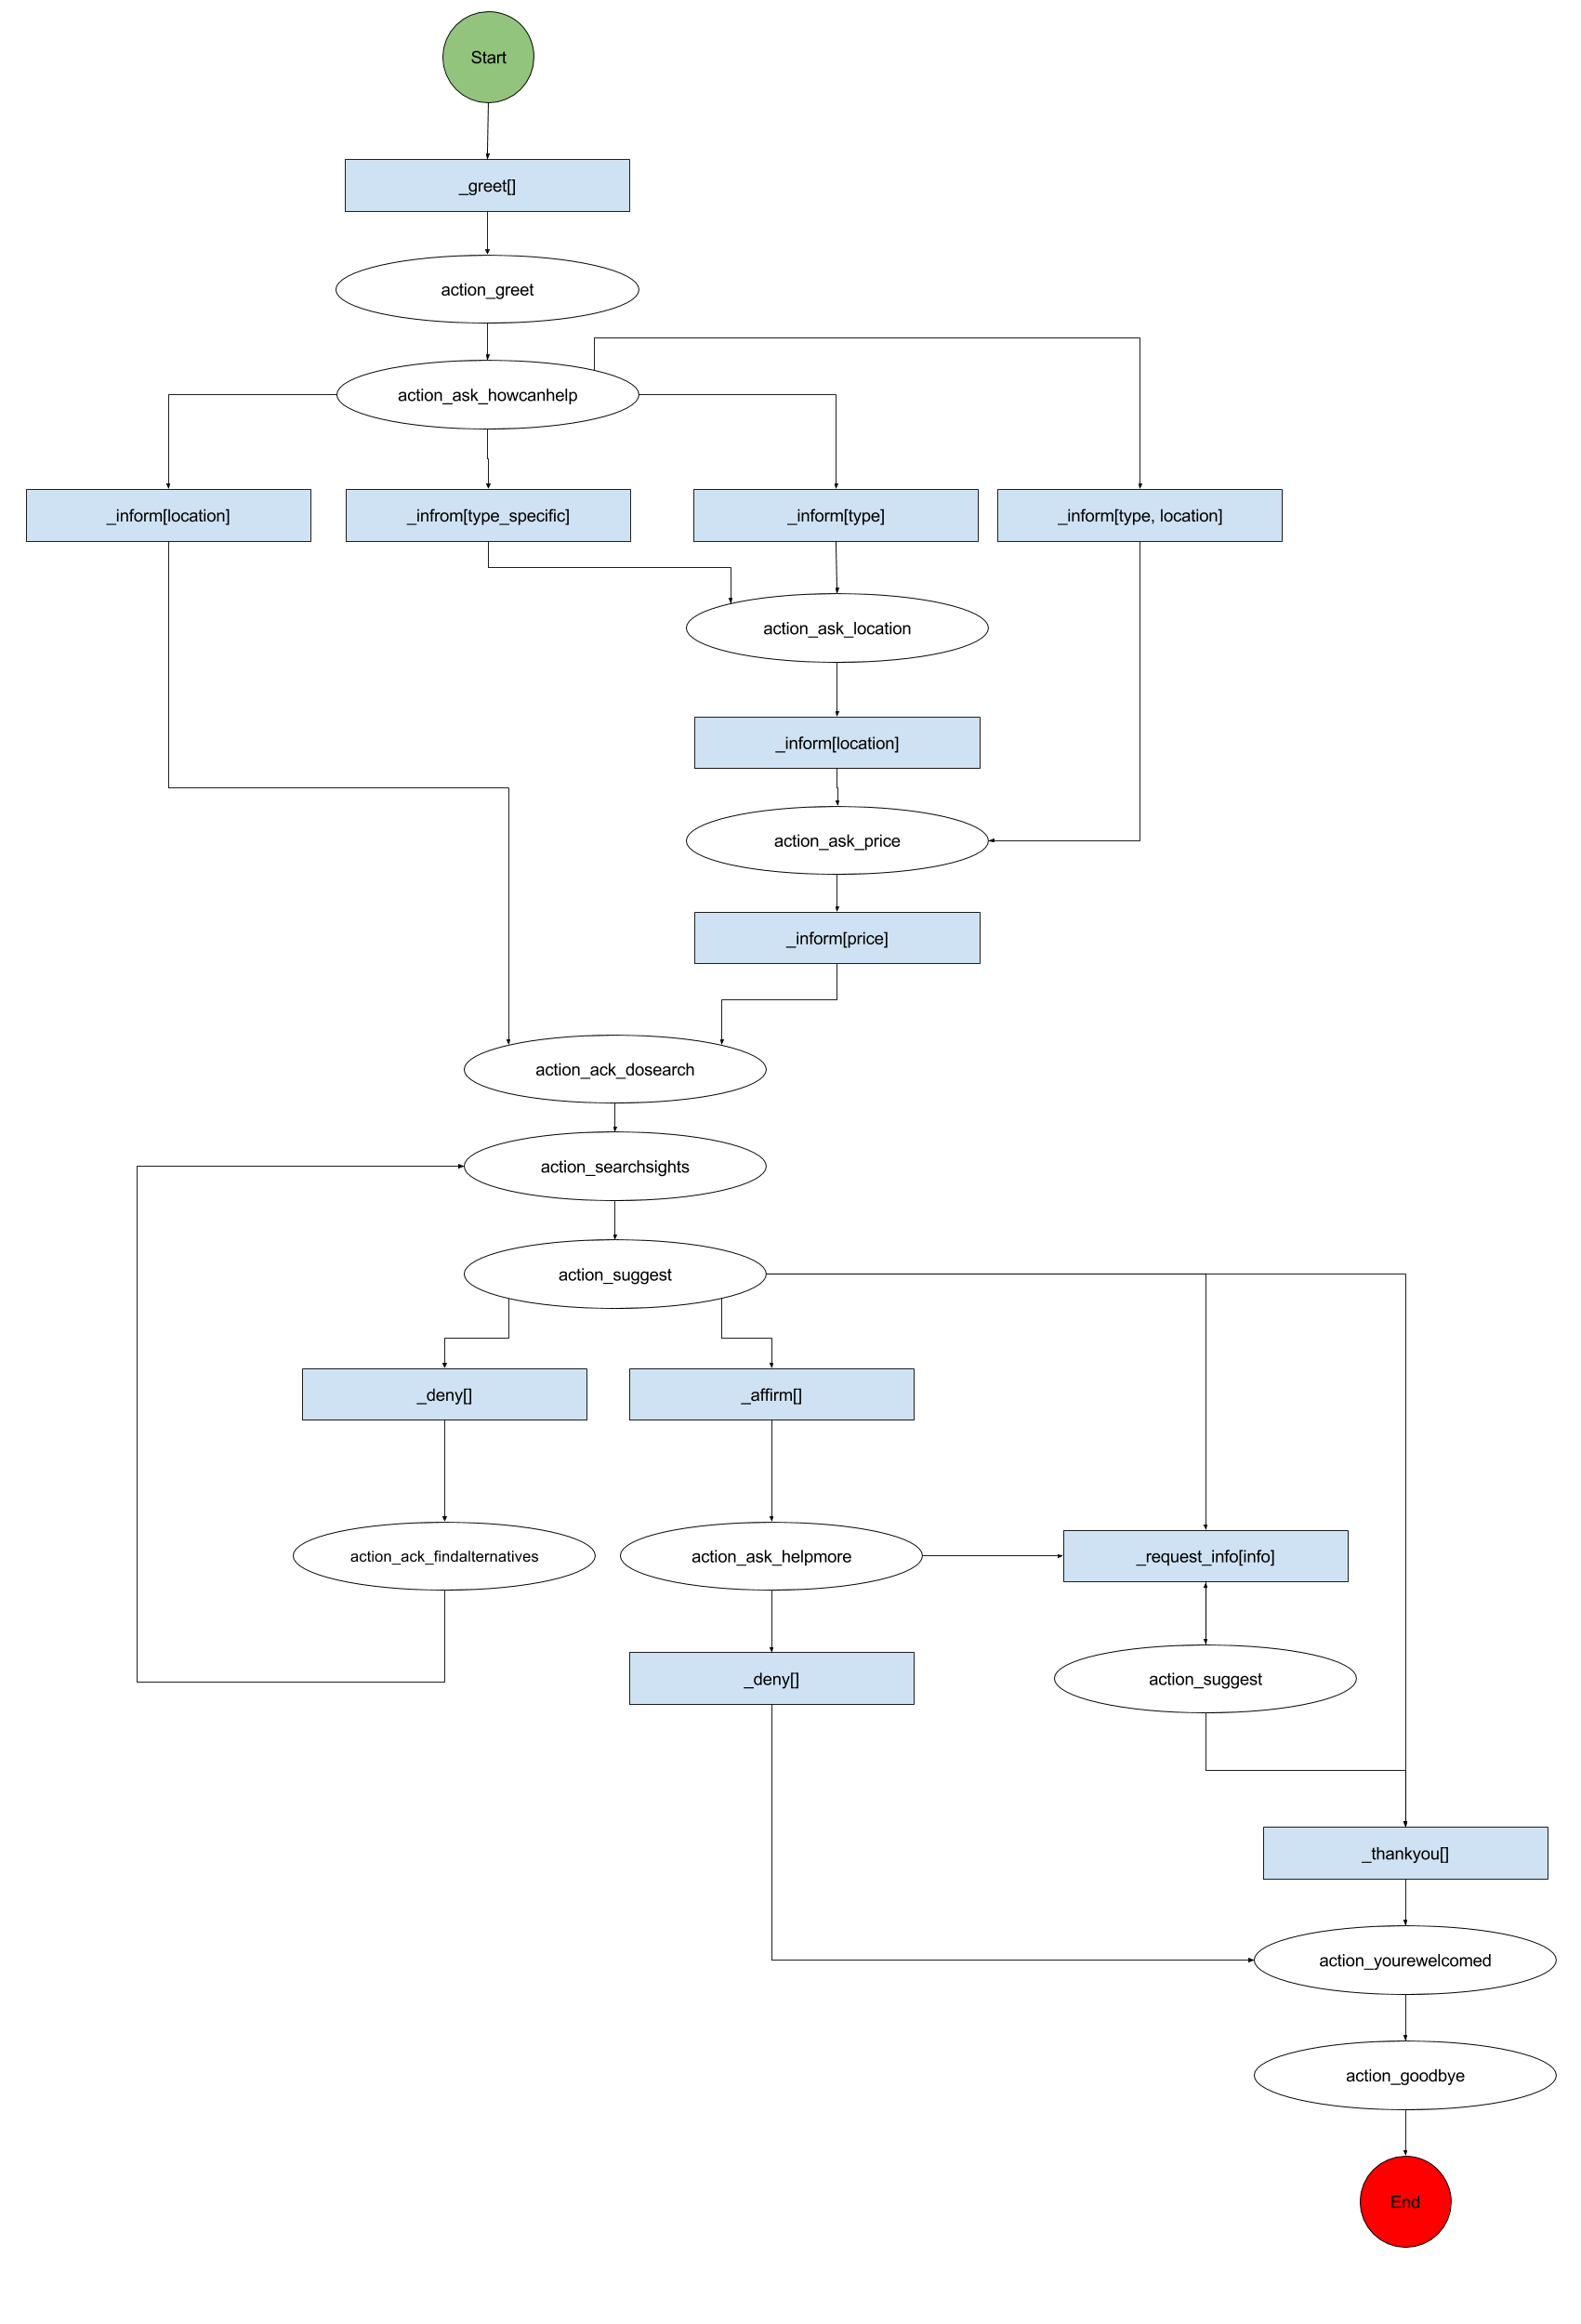 Start
_greet[]
action_greet
action_ask_howcanhelp
_inform[location]
_infrom[type_specific]
_inform[type]
_inform[type, location]
action_ask_location
_inform[location]
action_ask_price
_inform[price]
action_ack_dosearch
action_searchsights
action_suggest
_deny[]
_affirm[]
action_ack_findalternatives
action_ask_helpmore
_request_info[info]
_deny[]
action_suggest
_thankyou[]
action_yourewelcomed
action_goodbye
End